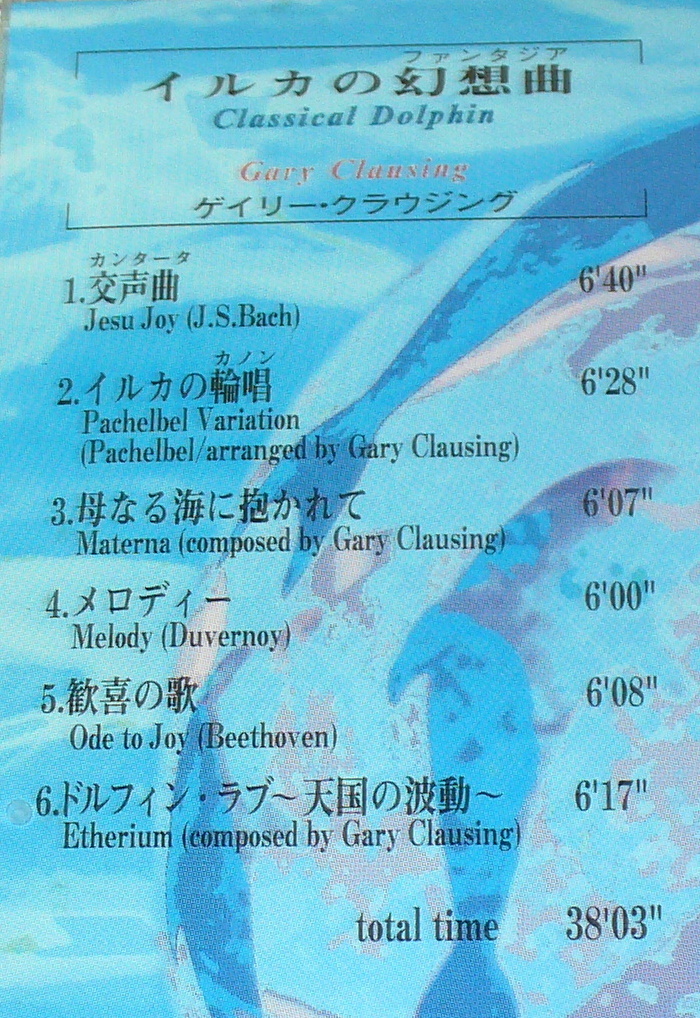 ファンタジア
イルカの幻想曲
Classical Dolphin
Gary Clausing
ゲイリー・クラウジング
カンタータ
1.交声曲 6'40"
Jesu Joy (J.S.Bach)
カノン
2.イルカの輪唱 6'28"
Pachelbel Variation
(Pachelbel/arranged by Gary Clausing)
3.母なる海に抱かれて 6'07"
Materna (composed by Gary Clausing)
4.メロディー 6'00"
Melody (Duvernoy)
5.歓喜の歌 6'08"
Ode to Joy (Beethoven)
6.ドルフィン・ラブ〜天国の波動〜 6'17"
Etherium (composed by Gary Clausing)
total time 38'03"